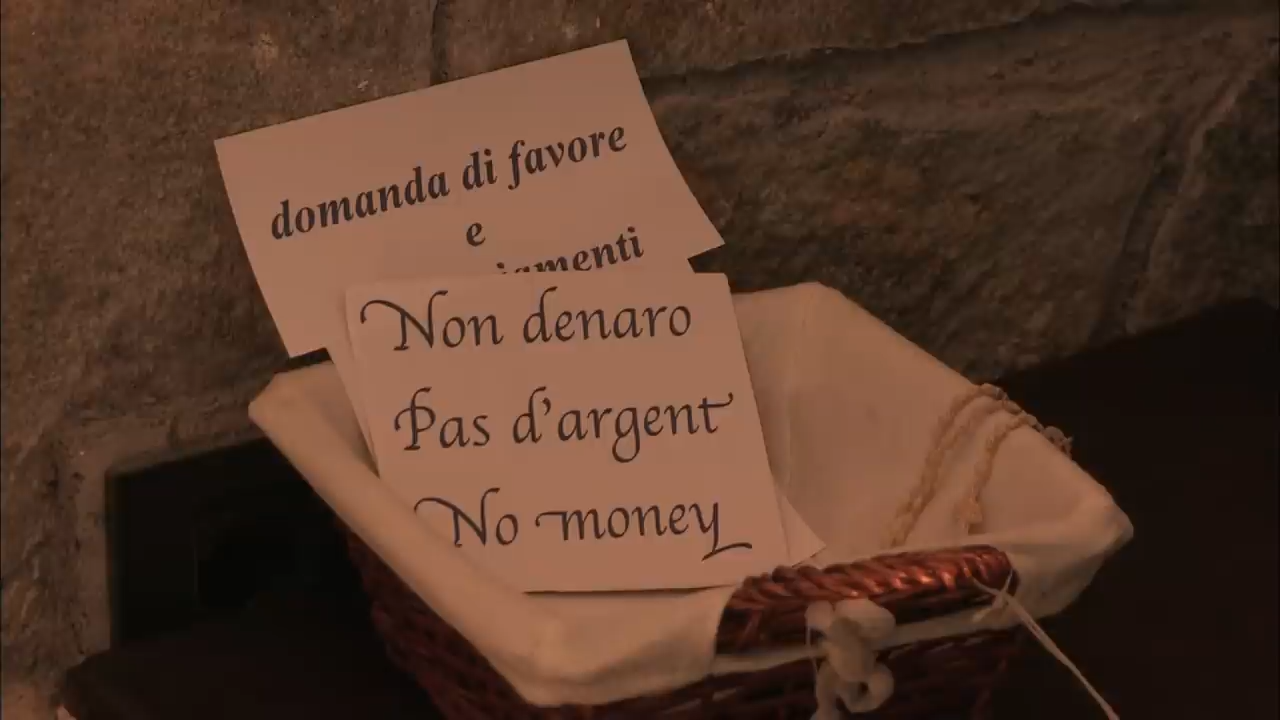 domanda di favore
e
Non denaro
Pas d'argent
No money